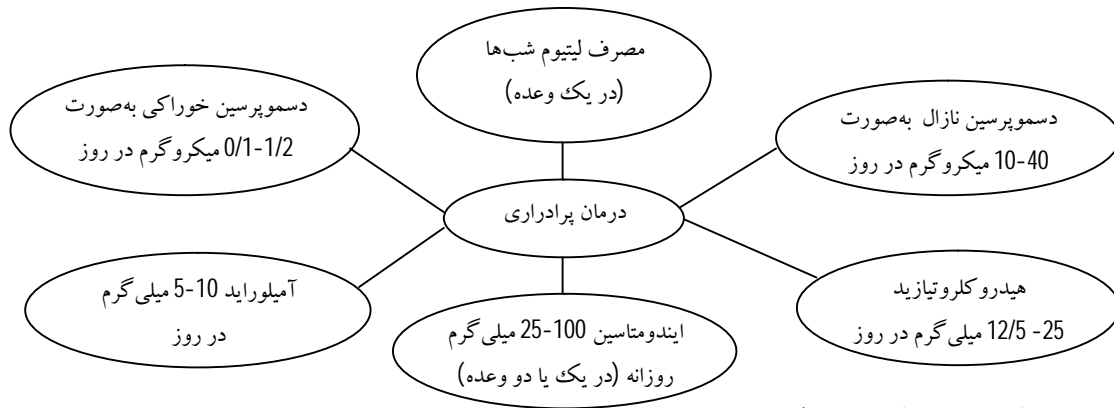 مصرف لیتیوم شب‌ها
(در یک وعده)
دسموپرسین نازال به‌صورت
10-40 میکروگرم در روز
دسموپرسین خوراکی به‌صورت
0/1-1/2 میکروگرم در روز
درمان پرادراری
هیدروکلروتیازید
12/5 -25 میلی‌گرم در روز
ایندومتاسین 100-25 میلی‌گرم
روزانه (در یک یا دو وعده)
آمیلوراید 10-5 میلی‌گرم
در روز